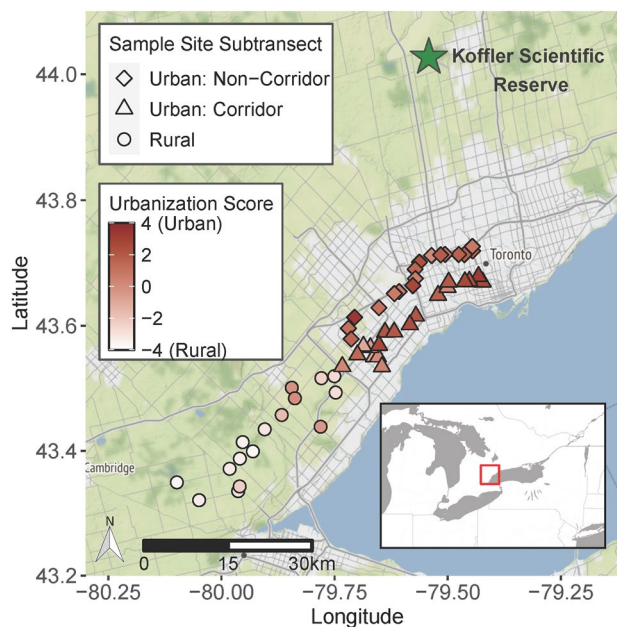 Sample Site Subtransect
Urban: Non-Corridor
Urban: Corridor
Rural
Koffler Scientific
Reserve
Urbanization Score
4 (Urban)
2
0
−2
−4 (Rural)
Toronto
Cambridge
N
0
15
30km
44.0
43.8
43.6
43.4
43.2
Latitude
−80.25
−80.00
−79.75
−79.50
−79.25
Longitude